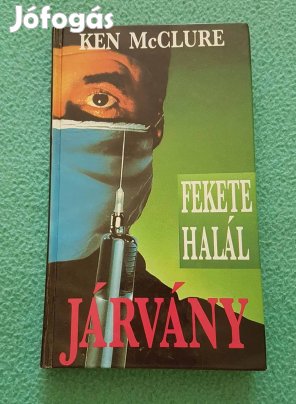 Jófogás
KEN McCLURE
FEKETE
HALÁL
JÁRVÁNY